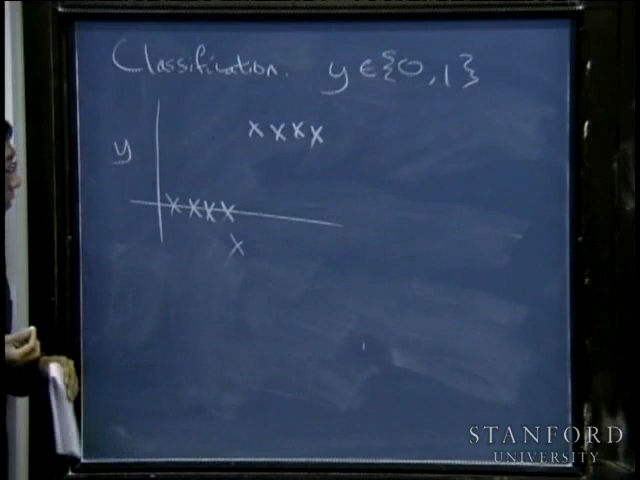 Classification. y ∈ {0, 1}
y
x x x x
x x x x
x
STANFORD
UNIVERSITY